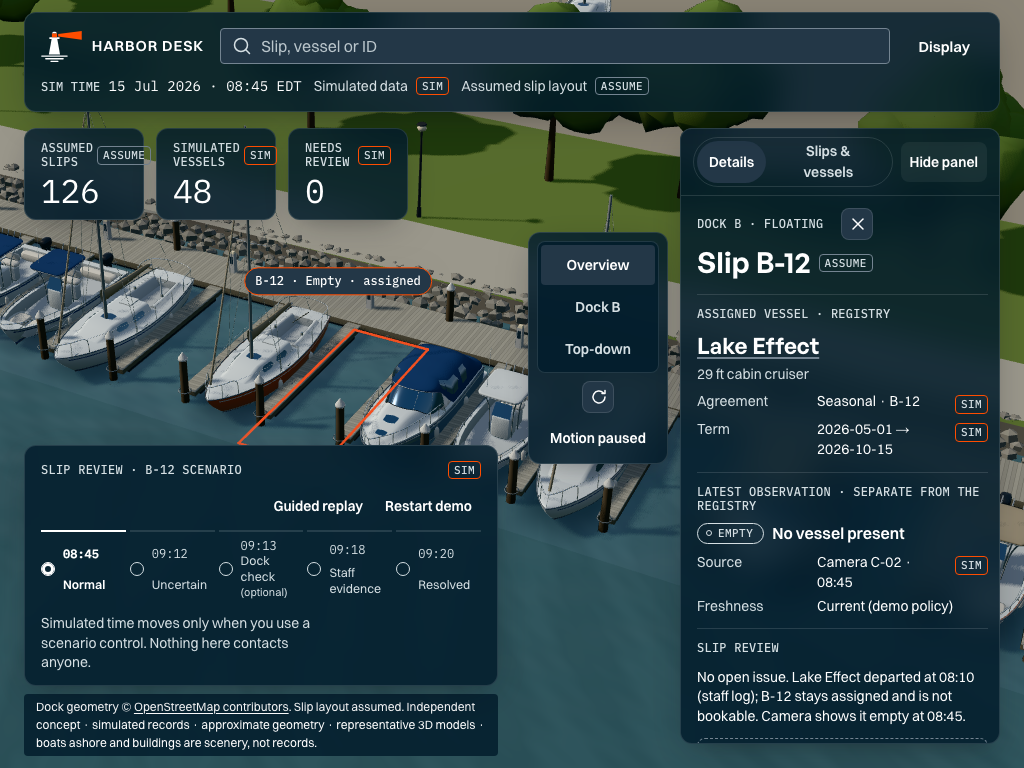 HARBOR DESK
Slip, vessel or ID
Display
SIM TIME 15 Jul 2026 · 08:45 EDT Simulated data SIM Assumed slip layout ASSUME
ASSUMED SLIPS ASSUME
126
SIMULATED VESSELS SIM
48
NEEDS REVIEW SIM
0
B-12 · Empty · assigned
Overview
Dock B
Top-down
Motion paused
SLIP REVIEW · B-12 SCENARIO SIM
Guided replay Restart demo
08:45
Normal
09:12
Uncertain
09:13
Dock
check
(optional)
09:18
Staff
evidence
09:20
Resolved
Simulated time moves only when you use a
scenario control. Nothing here contacts
anyone.
Dock geometry © OpenStreetMap contributors. Slip layout assumed. Independent
concept · simulated records · approximate geometry · representative 3D models ·
boats ashore and buildings are scenery, not records.
Details
Slips &
vessels
Hide panel
DOCK B · FLOATING
Slip B-12 ASSUME
ASSIGNED VESSEL · REGISTRY
Lake Effect
29 ft cabin cruiser
Agreement Seasonal · B-12 SIM
Term 2026-05-01 → SIM
2026-10-15
LATEST OBSERVATION · SEPARATE FROM THE
REGISTRY
EMPTY No vessel present
Source Camera C-02 · SIM
08:45
Freshness Current (demo policy)
SLIP REVIEW
No open issue. Lake Effect departed at 08:10
(staff log); B-12 stays assigned and is not
bookable. Camera shows it empty at 08:45.